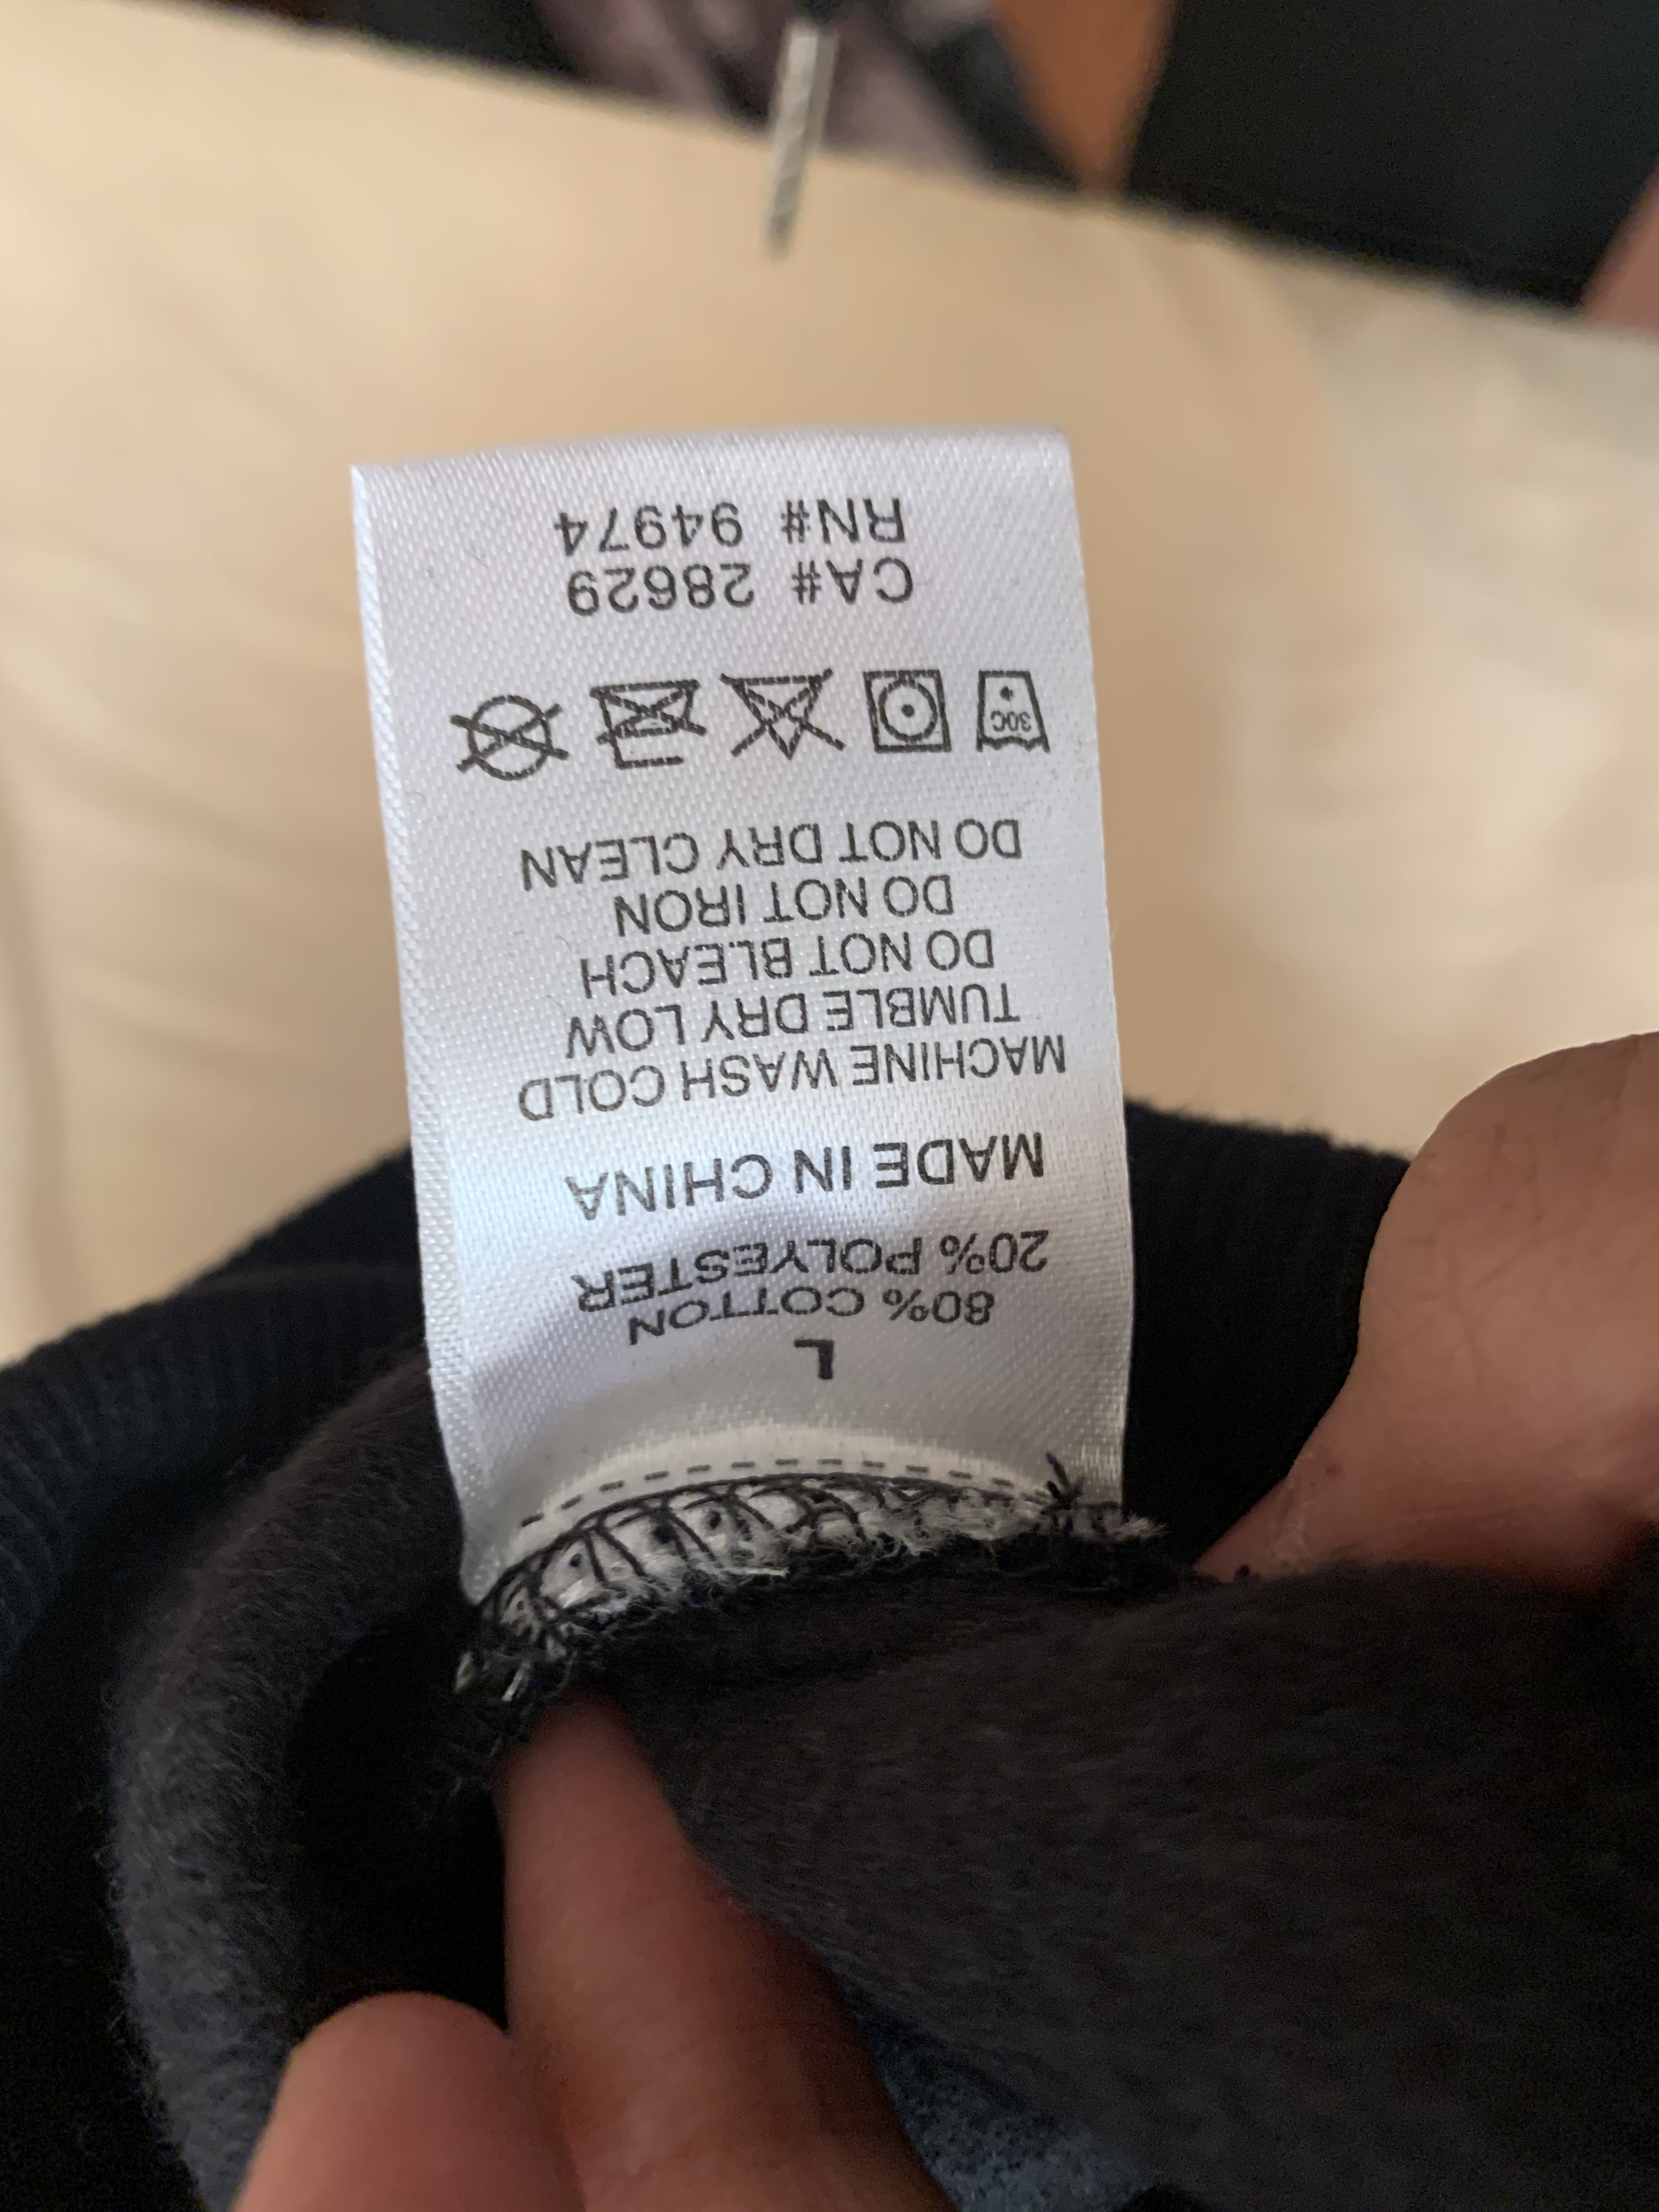 L
80% COTTON
20% POLYESTER
MADE IN CHINA
MACHINE WASH COLD
TUMBLE DRY LOW
DO NOT BLEACH
DO NOT IRON
DO NOT DRY CLEAN
30C
CA# 28629
RN# 94974